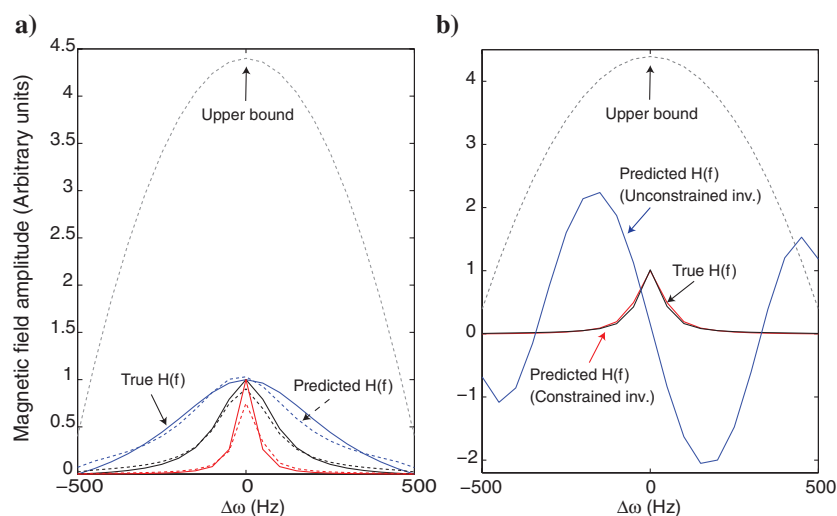 a)
Magnetic field amplitude (Arbitrary units)
4.5
4
3.5
3
2.5
2
1.5
1
0.5
0
Upper bound
True H(f)
Predicted H(f)
−500
0
500
Δω (Hz)
b)
4
3
2
1
0
−1
−2
Upper bound
Predicted H(f)
(Unconstrained inv.)
True H(f)
Predicted H(f)
(Constrained inv.)
−500
0
500
Δω (Hz)